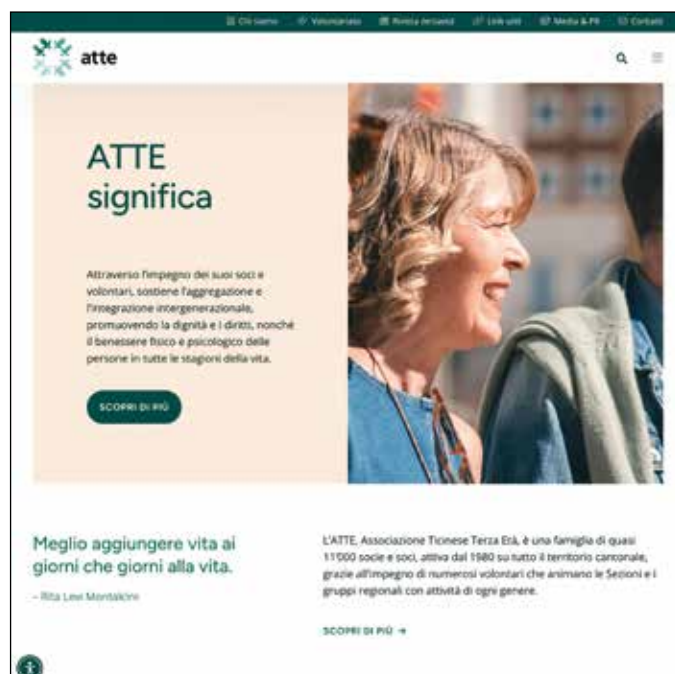 Chi siamo Volontariato Rivista terzaetà Link utili Media & PR Contatti
atte
ATTE
significa
Attraverso l'impegno dei suoi soci e
volontari, sostiene l'aggregazione e
l'integrazione intergenerazionale,
promuovendo la dignità e i diritti, nonché
il benessere fisico e psicologico delle
persone in tutte le stagioni della vita.
SCOPRI DI PIÙ
Meglio aggiungere vita ai
giorni che giorni alla vita.
– Rita Levi Montalcini
L'ATTE, Associazione Ticinese Terza Età, è una famiglia di quasi
11'000 socie e soci, attiva dal 1980 su tutto il territorio cantonale,
grazie all'impegno di numerosi volontari che animano le Sezioni e i
gruppi regionali con attività di ogni genere.
SCOPRI DI PIÙ →